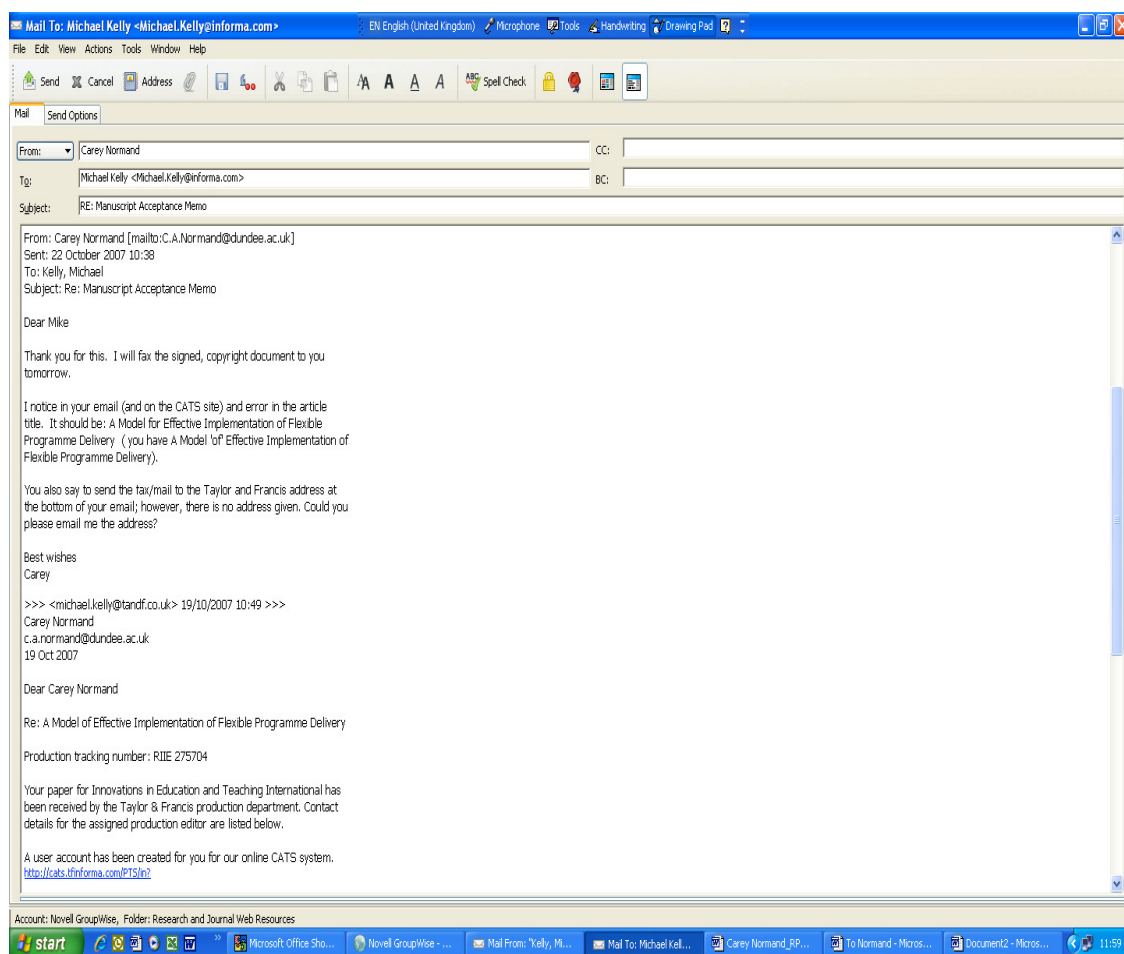 Mail To: Michael Kelly <Michael.Kelly@informa.com>
EN English (United Kingdom) Microphone Tools Handwriting Drawing Pad
File Edit View Actions Tools Window Help
Send Cancel Address A A A A ABC Spell Check
Mail Send Options
From: Carey Normand CC:
To: Michael Kelly <Michael.Kelly@informa.com> BC:
Subject: RE: Manuscript Acceptance Memo
From: Carey Normand [mailto:C.A.Normand@dundee.ac.uk]
Sent: 22 October 2007 10:38
To: Kelly, Michael
Subject: Re: Manuscript Acceptance Memo
Dear Mike
Thank you for this. I will fax the signed, copyright document to you
tomorrow.
I notice in your email (and on the CATS site) and error in the article
title. It should be: A Model for Effective Implementation of Flexible
Programme Delivery ( you have A Model 'of' Effective Implementation of
Flexible Programme Delivery).
You also say to send the fax/mail to the Taylor and Francis address at
the bottom of your email; however, there is no address given. Could you
please email me the address?
Best wishes
Carey
>>> <michael.kelly@tandf.co.uk> 19/10/2007 10:49 >>>
Carey Normand
c.a.normand@dundee.ac.uk
19 Oct 2007
Dear Carey Normand
Re: A Model of Effective Implementation of Flexible Programme Delivery
Production tracking number: RIIE 275704
Your paper for Innovations in Education and Teaching International has
been received by the Taylor & Francis production department. Contact
details for the assigned production editor are listed below.
A user account has been created for you for our online CATS system.
http://cats.tfinforma.com/PTS/in?
Account: Novell GroupWise, Folder: Research and Journal Web Resources
start Microsoft Office Sho... Novell GroupWise - ... Mail From: "Kelly, Mi... Mail To: Michael Kell... Carey Normand_RP... To Normand - Micros... Document2 - Micros... 11:59